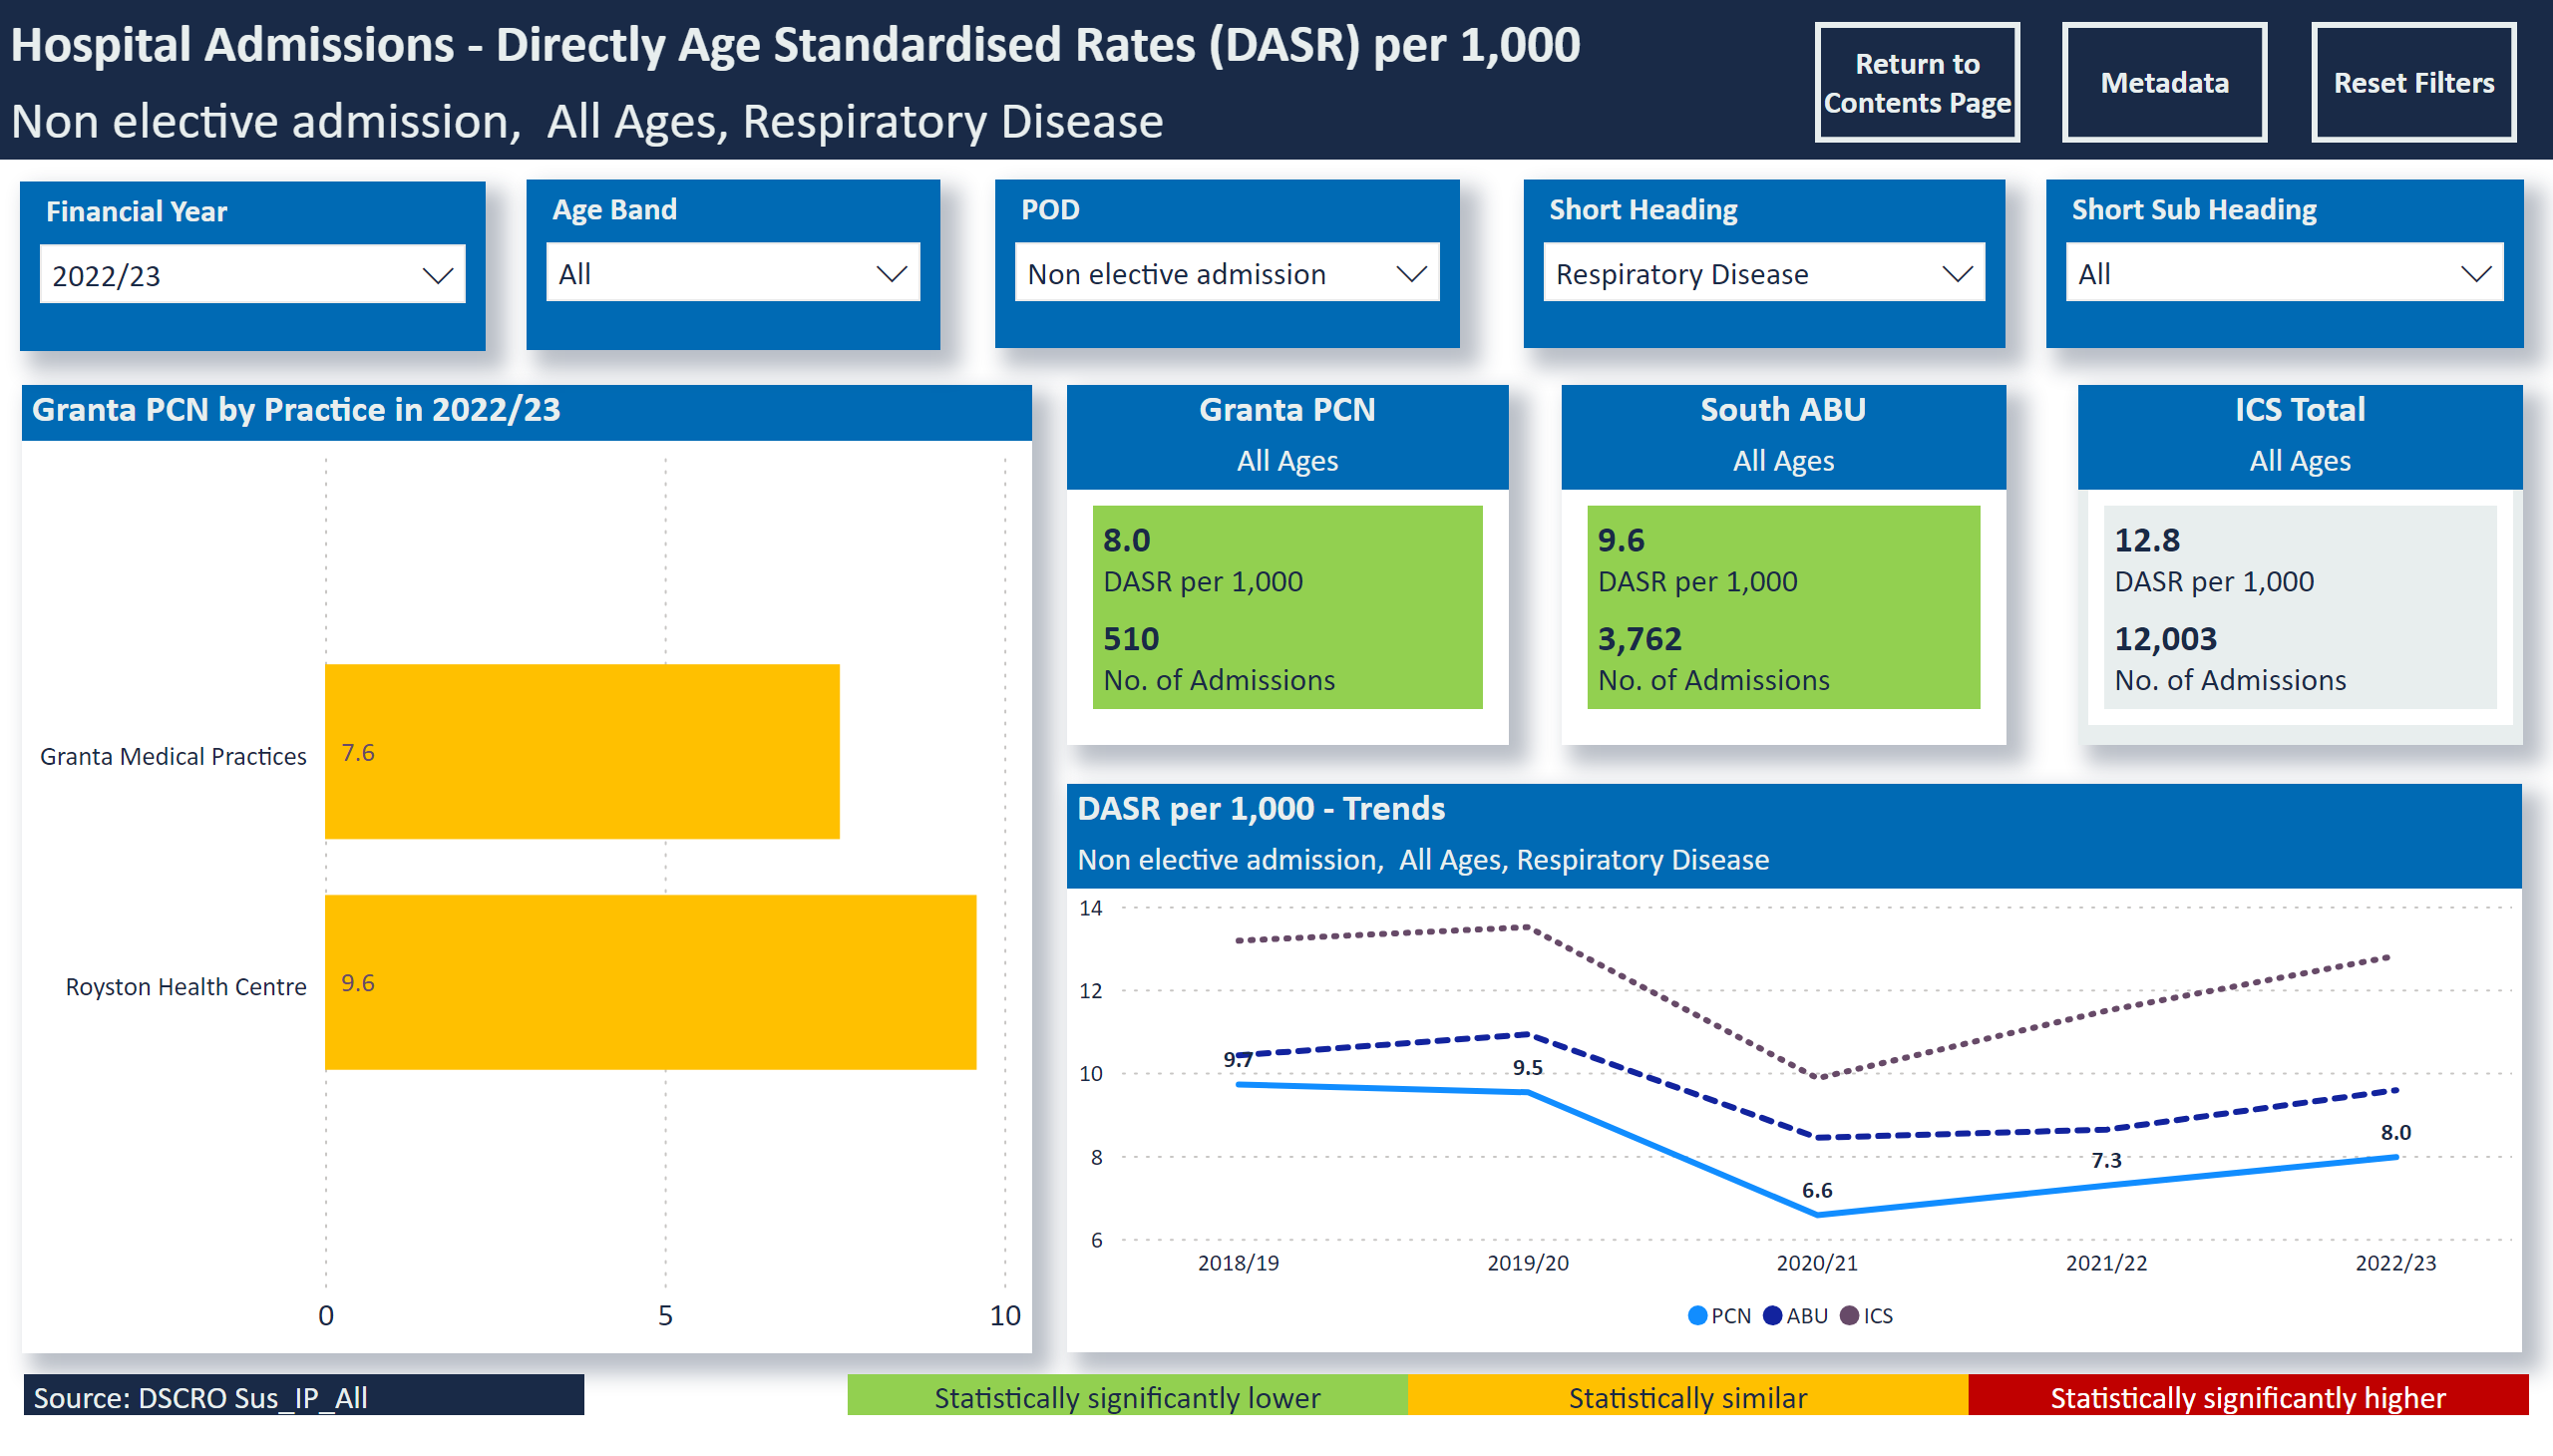 Hospital Admissions - Directly Age Standardised Rates (DASR) per 1,000
Non elective admission,  All Ages, Respiratory Disease
Return to
Contents Page
Metadata
Reset Filters
Financial Year
2022/23
Age Band
All
POD
Non elective admission
Short Heading
Respiratory Disease
Short Sub Heading
All
Granta PCN by Practice in 2022/23
Granta Medical Practices
7.6
Royston Health Centre
9.6
0
5
10
Granta PCN
All Ages
8.0
DASR per 1,000
510
No. of Admissions
South ABU
All Ages
9.6
DASR per 1,000
3,762
No. of Admissions
ICS Total
All Ages
12.8
DASR per 1,000
12,003
No. of Admissions
DASR per 1,000 - Trends
Non elective admission,  All Ages, Respiratory Disease
14
12
10
8
6
9.7
9.5
6.6
7.3
8.0
2018/19
2019/20
2020/21
2021/22
2022/23
PCN
ABU
ICS
Source: DSCRO Sus_IP_All
Statistically significantly lower
Statistically similar
Statistically significantly higher